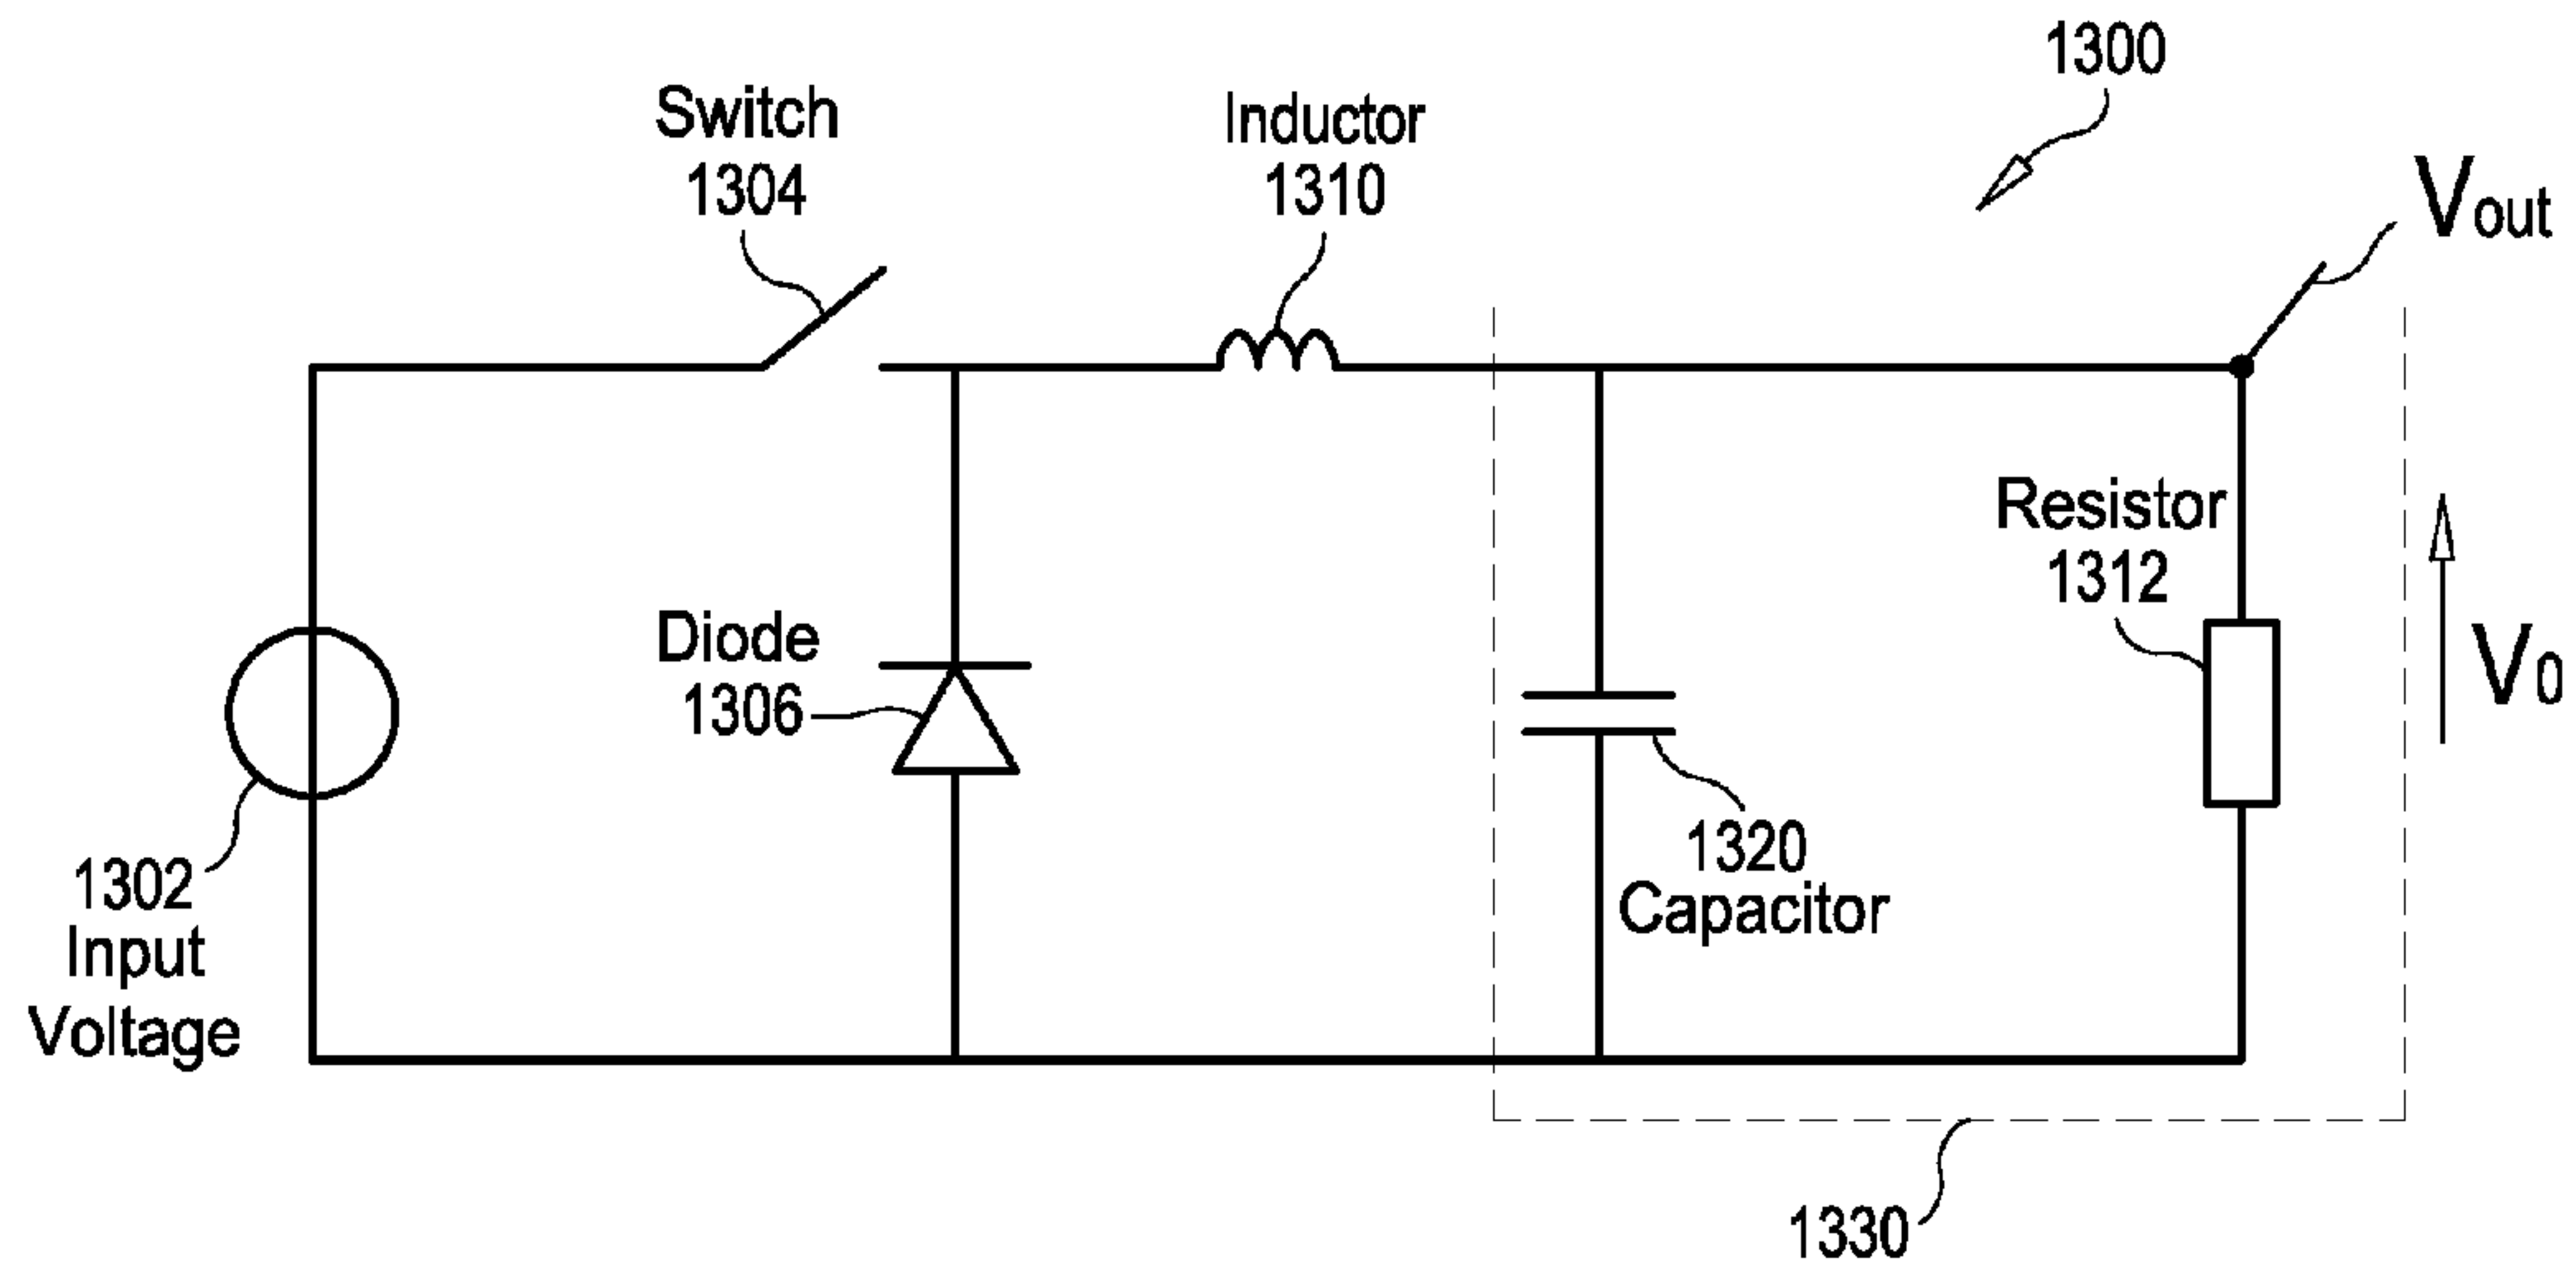 1300
Switch
1304
Inductor
1310
Vout
Resistor
1312
Diode
1306
V0
1320
Capacitor
1302
Input
Voltage
1330